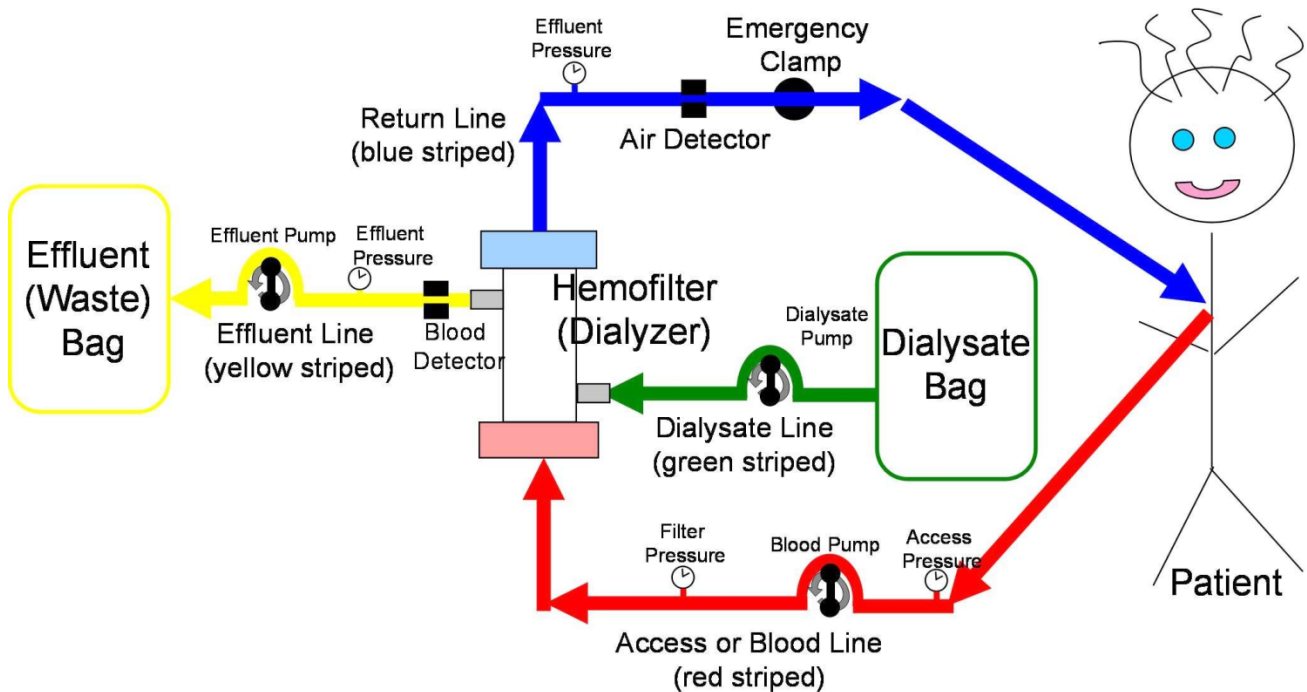 Effluent
Pressure
Emergency
Clamp
Return Line
(blue striped)
Air Detector
Effluent
(Waste)
Bag
Effluent Pump
Effluent
Pressure
Effluent Line
(yellow striped)
Blood
Detector
Hemofilter
(Dialyzer)
Dialysate
Pump
Dialysate
Bag
Dialysate Line
(green striped)
Filter
Pressure
Blood Pump
Access
Pressure
Access or Blood Line
(red striped)
Patient